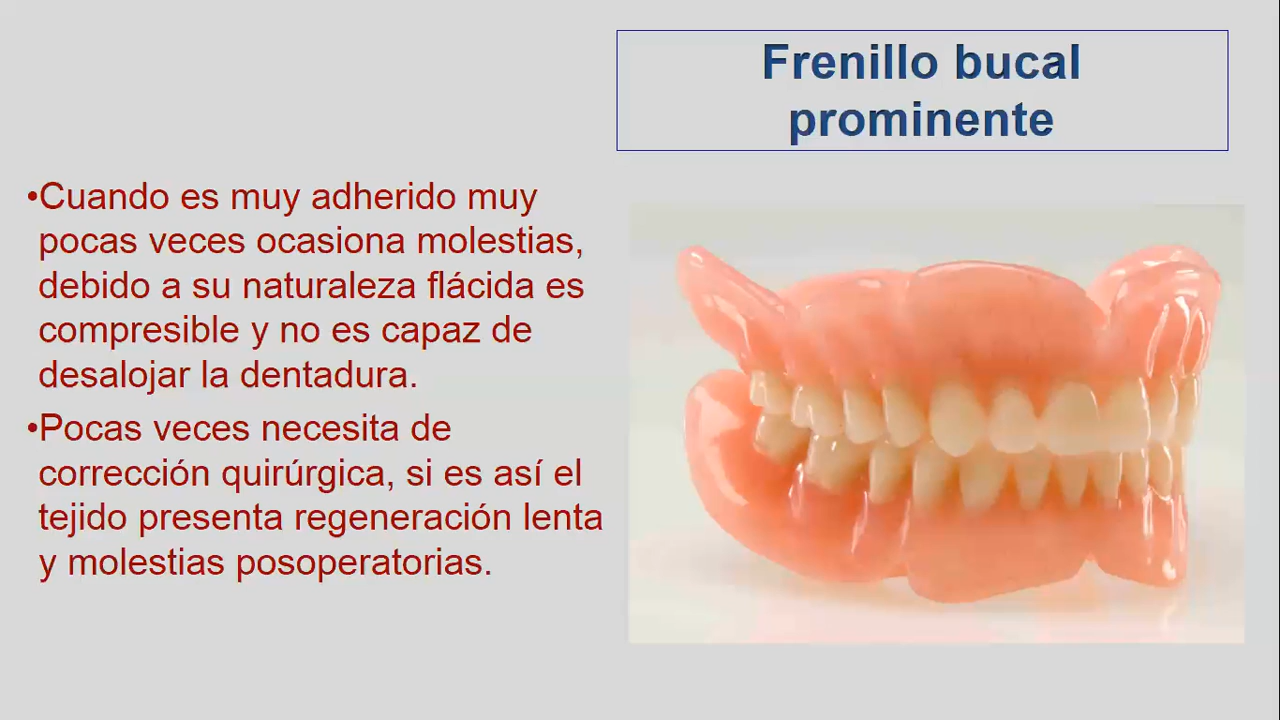 Frenillo bucal
prominente
•Cuando es muy adherido muy
pocas veces ocasiona molestias,
debido a su naturaleza flácida es
compresible y no es capaz de
desalojar la dentadura.
•Pocas veces necesita de
corrección quirúrgica, si es así el
tejido presenta regeneración lenta
y molestias posoperatorias.